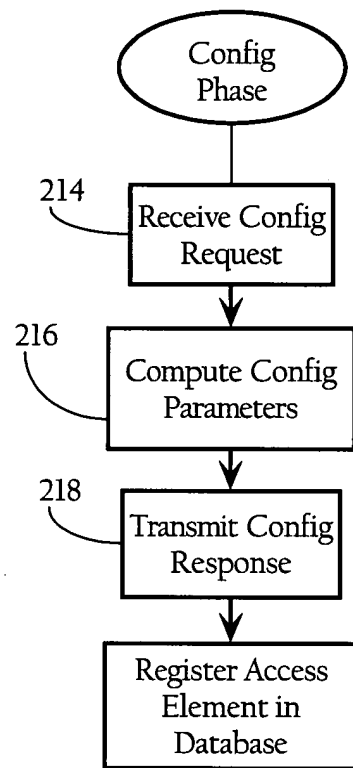 Config
Phase
214
Receive Config
Request
216
Compute Config
Parameters
218
Transmit Config
Response
Register Access
Element in
Database